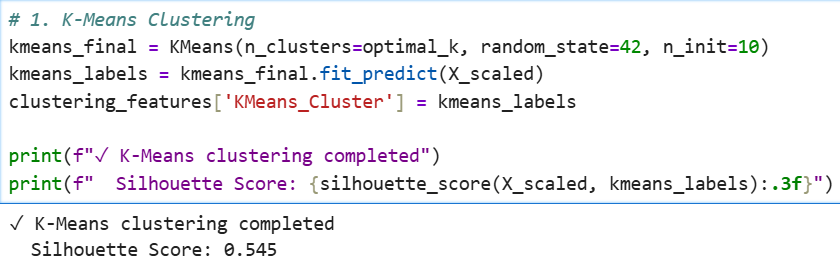 # 1. K-Means Clustering
kmeans_final = KMeans(n_clusters=optimal_k, random_state=42, n_init=10)
kmeans_labels = kmeans_final.fit_predict(X_scaled)
clustering_features['KMeans_Cluster'] = kmeans_labels
print(f"✓ K-Means clustering completed")
print(f"  Silhouette Score: {silhouette_score(X_scaled, kmeans_labels):.3f}")
✓ K-Means clustering completed
  Silhouette Score: 0.545